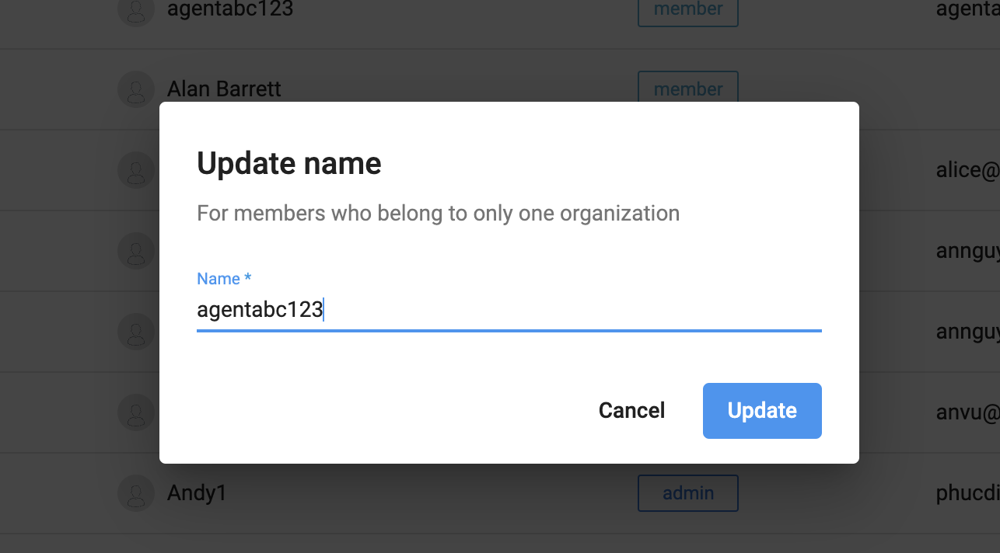 agentabc123 member agenta
Alan Barrett member
Update name
alice@
For members who belong to only one organization
annguy
Name *
agentabc123
annguy
Cancel Update
anvu@
Andy1 admin phucdi